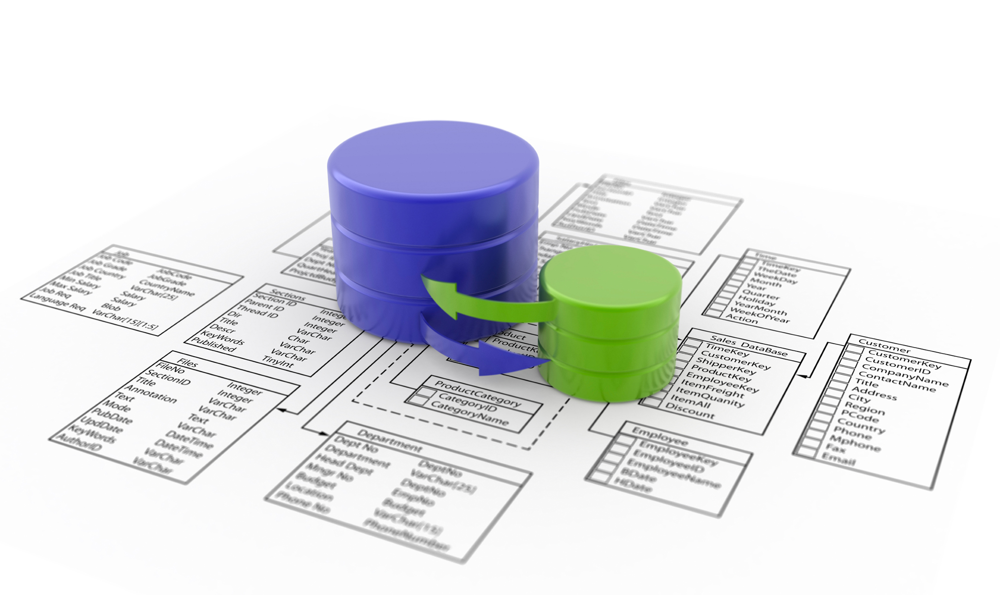 Job
Job Code JobCode
Job Grade JobGrade
Job Country CountryName
Job Title VarChar(25)
Min Salary Salary
Max Salary Salary
Job Req Blob
Language Req VarChar(15)[1:5]
Sections
Section ID Integer
Parent ID Integer
Thread ID Integer
Dir VarChar
Title Char
Descr VarChar
KeyWords VarChar
Published TinyInt
Files
FileNo Integer
SectionID Integer
Title VarChar
Annotation VarChar
Text Text
Mode VarChar
PubDate DateTime
UpdDate DateTime
KeyWords VarChar
AuthorID VarChar
Department
Dept No DeptNo
Department VarChar(25)
Head Dept DeptNo
Mngr No EmpNo
Budget Budget
Location VarChar(15)
Phone No PhoneNumber
ProductCategory
CategoryID
CategoryName
Time
TimeKey
TheDate
WeekDay
Month
Year
Quarter
Holiday
YearMonth
WeekOfYear
Action
Sales DataBase
TimeKey
CustomerKey
ShipperKey
ProductKey
EmployeeKey
ItemFreight
ItemQuanity
ItemAll
Discount
Employee
EmployeeKey
EmployeeID
EmployeeName
BDate
HDate
Customer
CustomerKey
CustomerID
CompanyName
ContactName
Title
Address
City
Region
PCode
Country
Phone
Mphone
Fax
Email